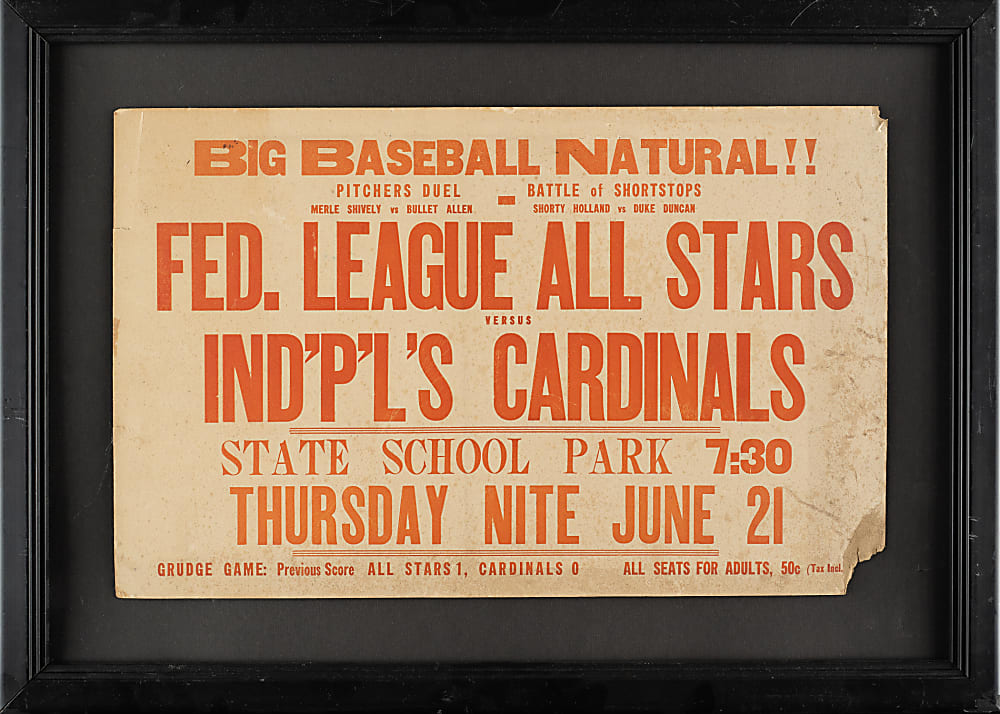 BIG BASEBALL NATURAL!!
PITCHERS DUEL - BATTLE of SHORTSTOPS
MERLE SHIVELY vs BULLET ALLEN SHORTY HOLLAND vs DUKE DUNCAN
FED. LEAGUE ALL STARS
VERSUS
IND'P'L'S CARDINALS
STATE SCHOOL PARK 7:30
THURSDAY NITE JUNE 21
GRUDGE GAME: Previous Score ALL STARS 1, CARDINALS 0 ALL SEATS FOR ADULTS, 50c (Tax Incl.